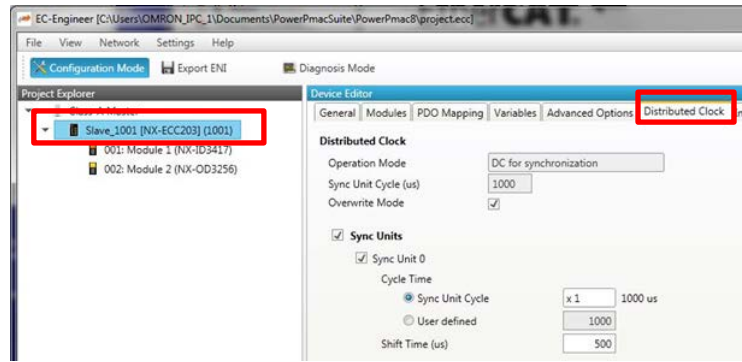 EC-Engineer [C:\Users\OMRON_IPC_1\Documents\PowerPmacSuite\PowerPmac8\project.ecc]
File View Network Settings Help
Configuration Mode Export ENI Diagnosis Mode
Project Explorer
Class-A Master
Slave_1001 [NX-ECC203] (1001)
001: Module 1 (NX-ID3417)
002: Module 2 (NX-OD3256)
Device Editor
General Modules PDO Mapping Variables Advanced Options Distributed Clock
Distributed Clock
Operation Mode DC for synchronization
Sync Unit Cycle (us) 1000
Overwrite Mode
Sync Units
Sync Unit 0
Cycle Time
Sync Unit Cycle x 1 1000 us
User defined 1000
Shift Time (us) 500